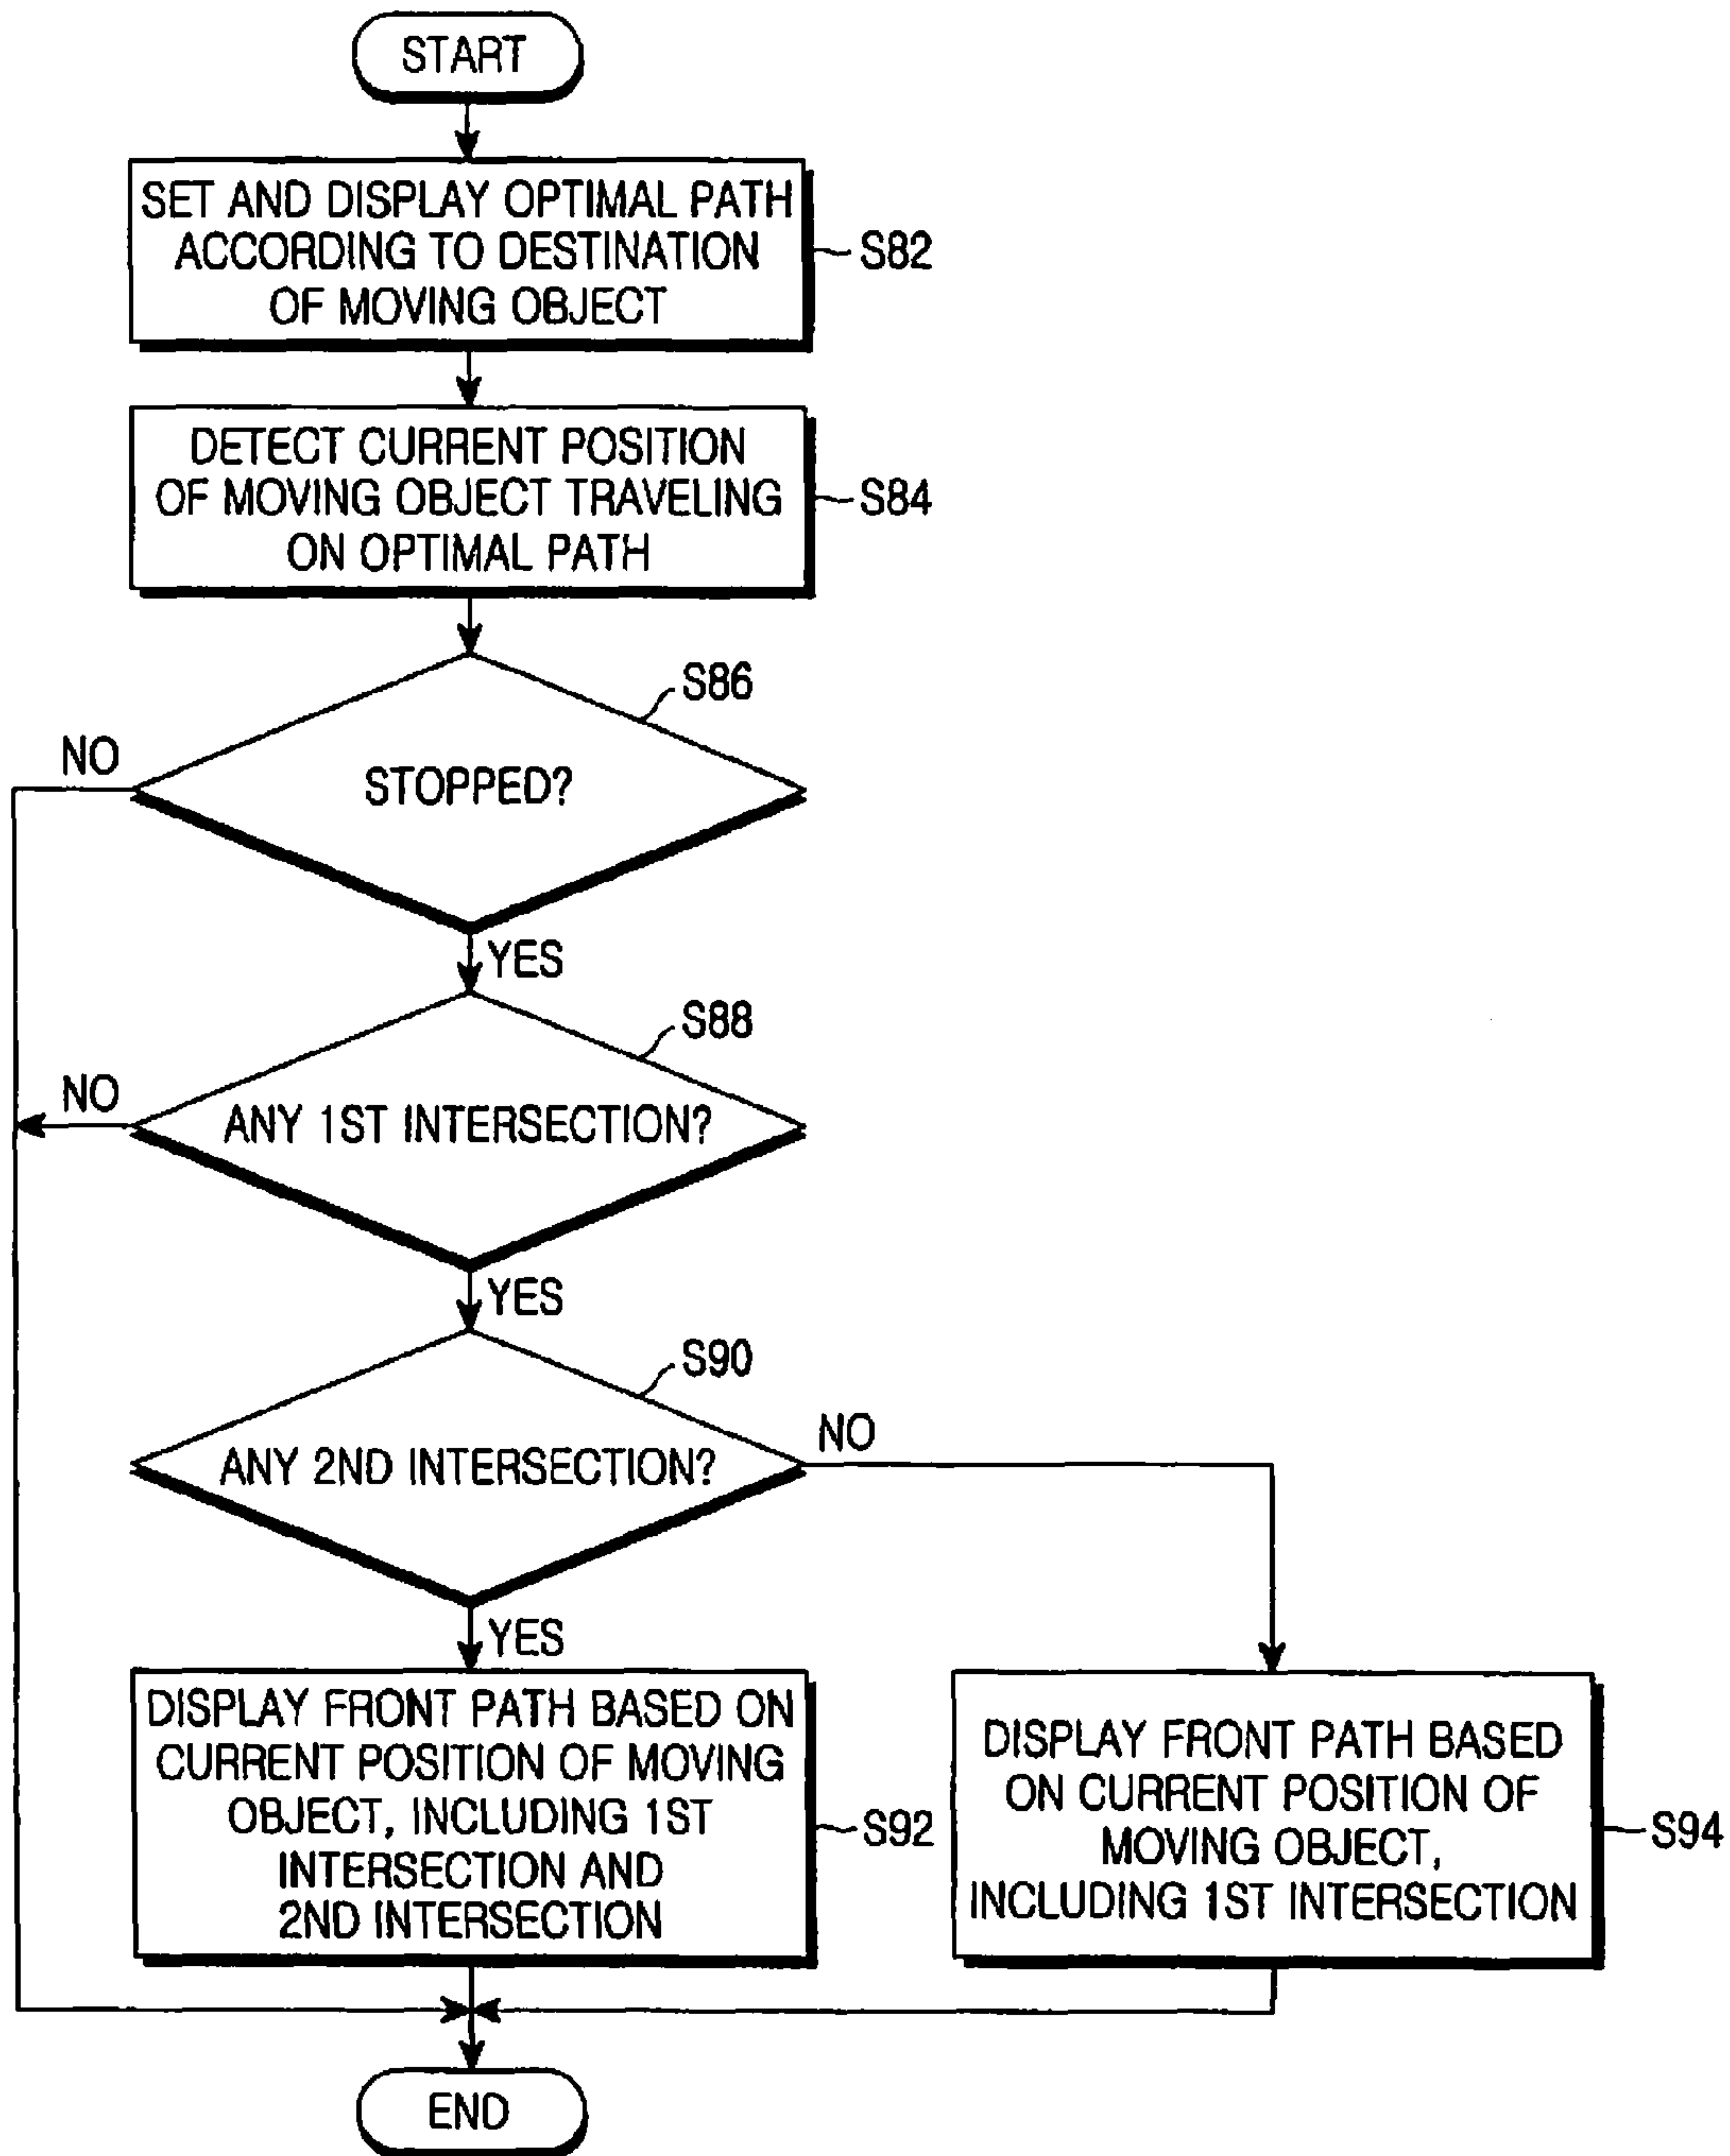 START
SET AND DISPLAY OPTIMAL PATH
ACCORDING TO DESTINATION
OF MOVING OBJECT
S82
DETECT CURRENT POSITION
OF MOVING OBJECT TRAVELING
ON OPTIMAL PATH
S84
S86
NO
STOPPED?
YES
S88
NO
ANY 1ST INTERSECTION?
YES
S90
NO
ANY 2ND INTERSECTION?
YES
DISPLAY FRONT PATH BASED ON
CURRENT POSITION OF MOVING
OBJECT, INCLUDING 1ST
INTERSECTION AND
2ND INTERSECTION
S92
DISPLAY FRONT PATH BASED
ON CURRENT POSITION OF
MOVING OBJECT,
INCLUDING 1ST INTERSECTION
S94
END